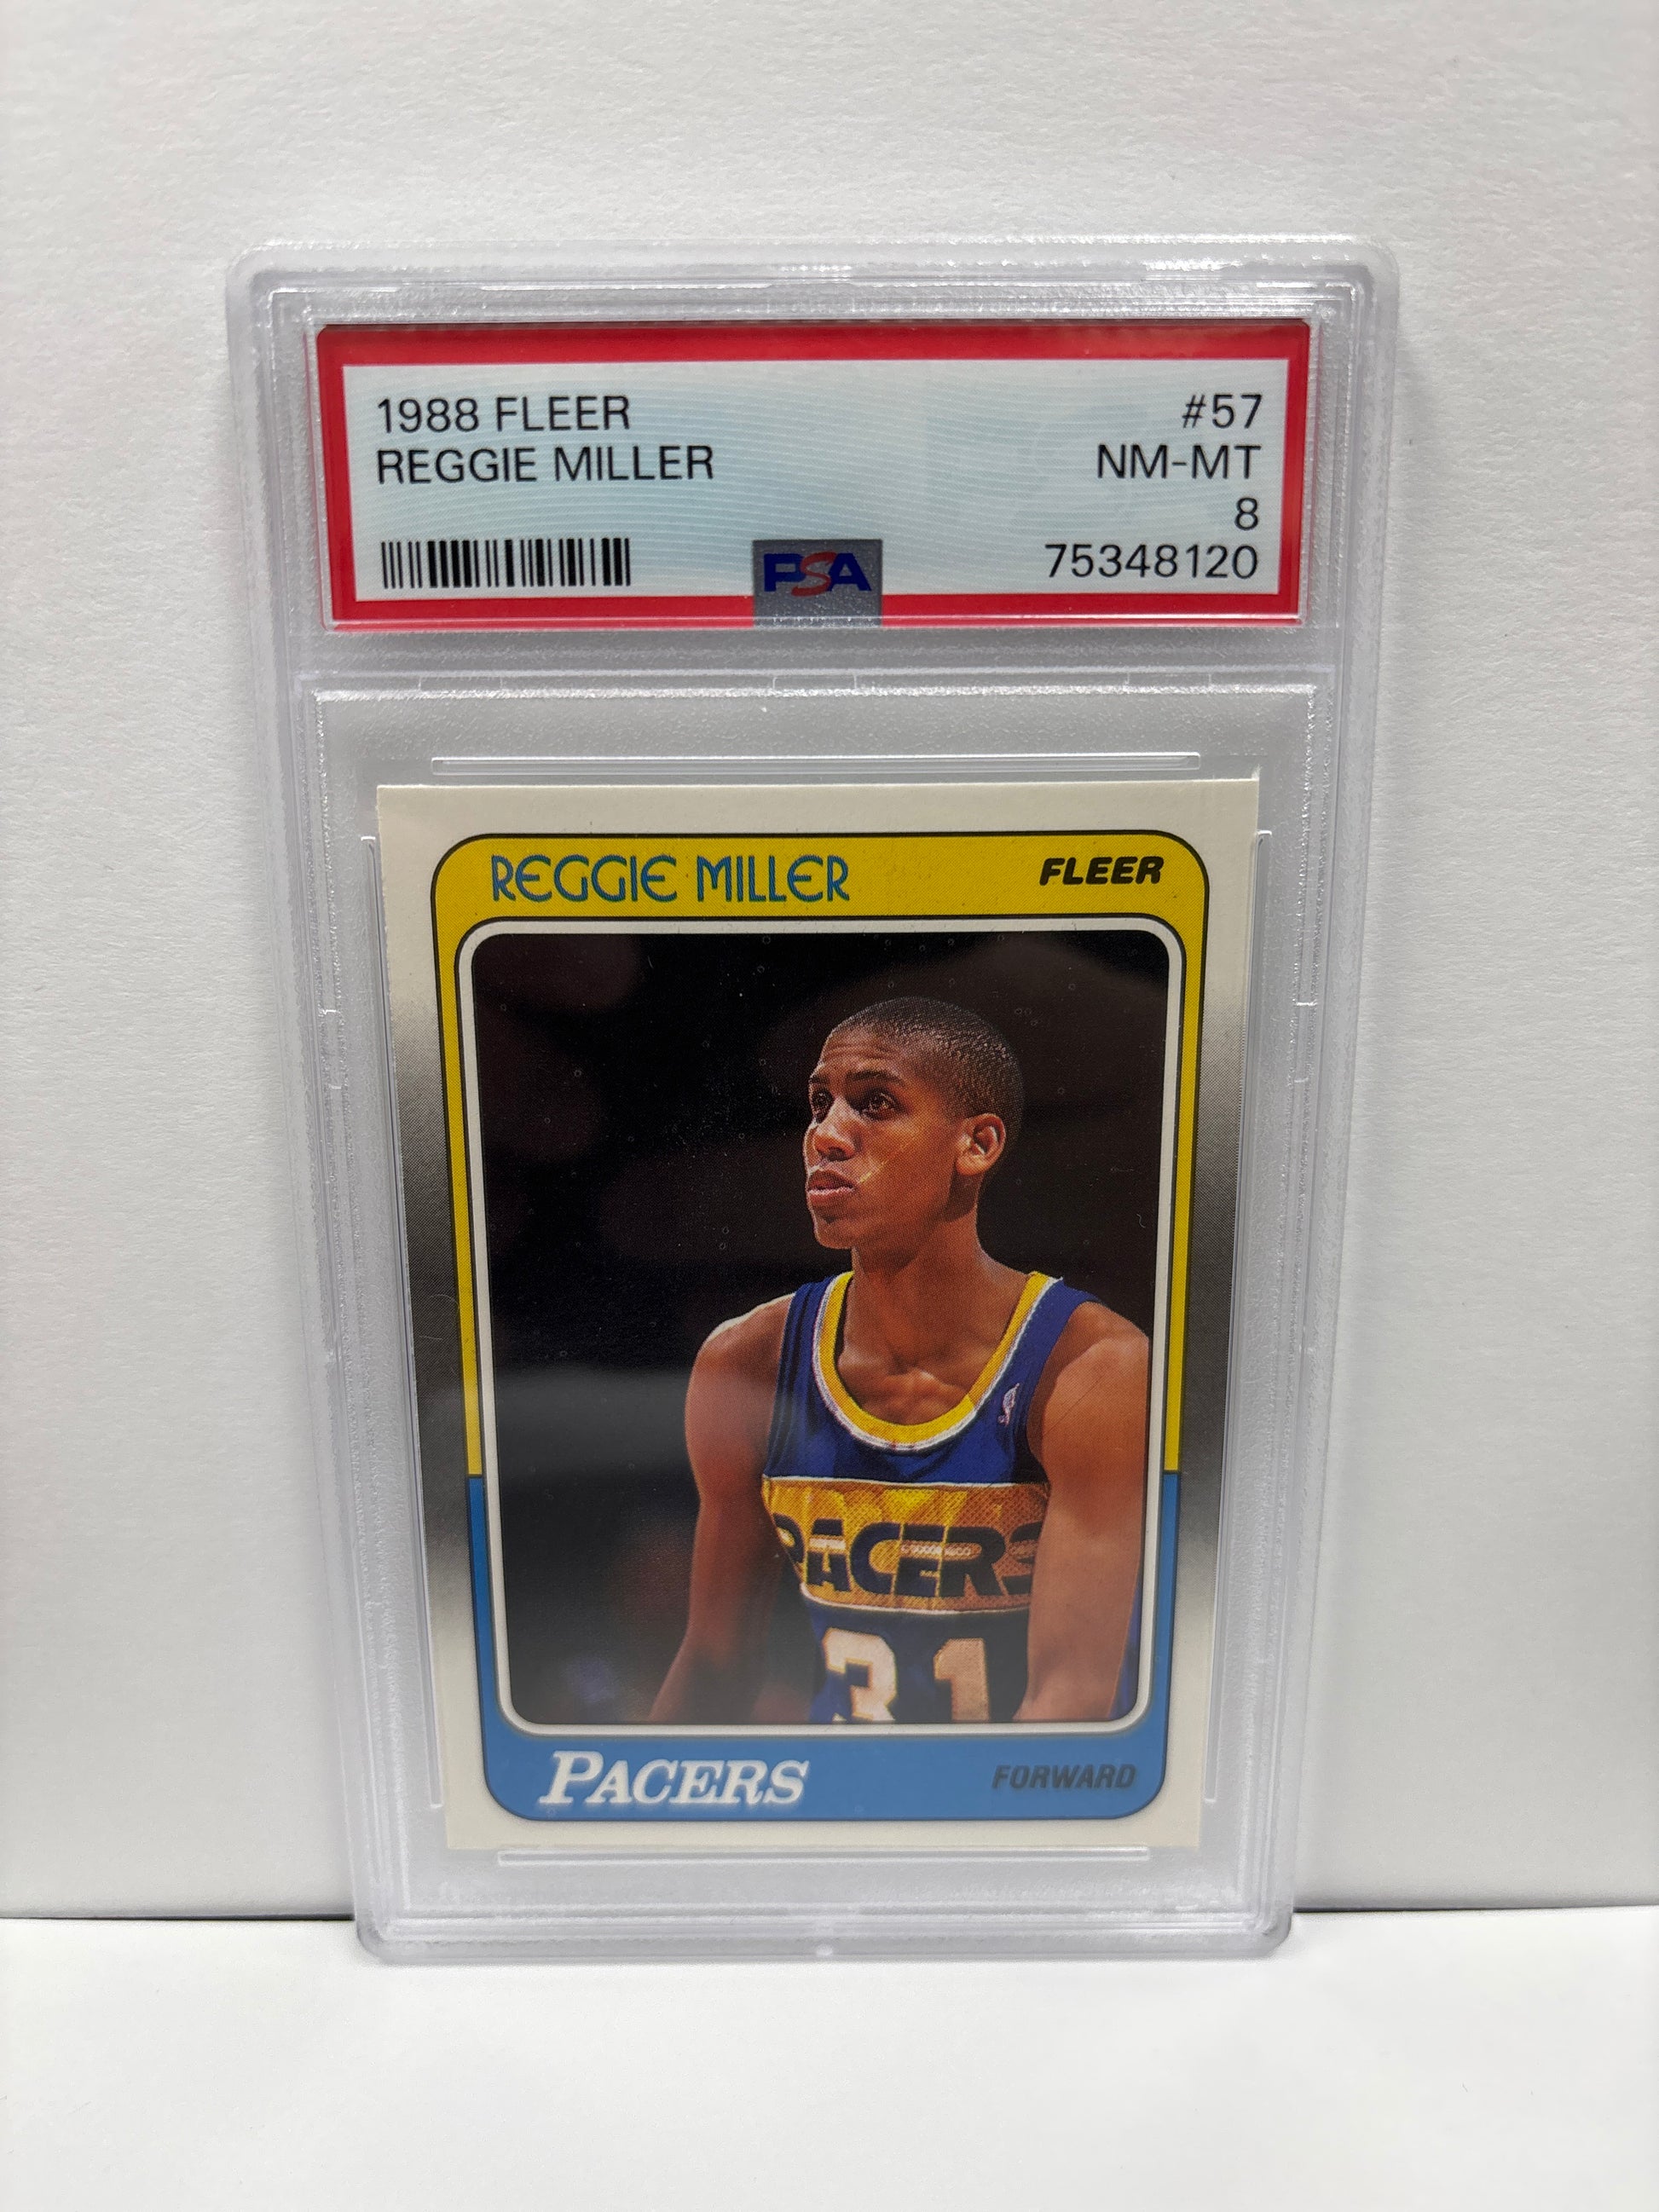 1988 FLEER #57
REGGIE MILLER NM-MT
8
PSA 75348120
REGGIE MILLER FLEER
PACERS
31
PACERS FORWARD